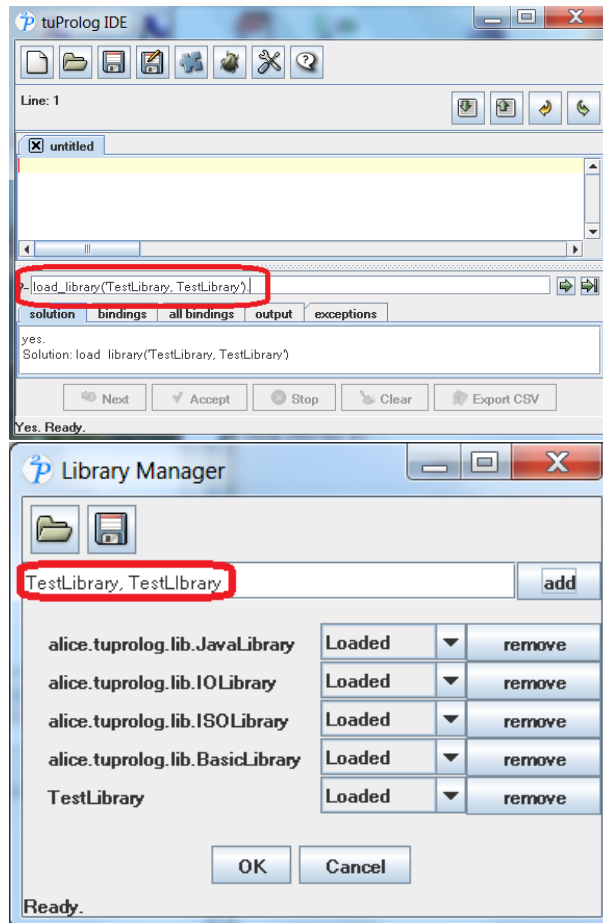 tuProlog IDE
Line: 1
untitled
?- load_library('TestLibrary, TestLibrary').
solution bindings all bindings output exceptions
yes.
Solution: load_library('TestLibrary, TestLibrary')
Next Accept Stop Clear Export CSV
Yes. Ready.
Library Manager
TestLibrary, TestLIbrary add
alice.tuprolog.lib.JavaLibrary Loaded remove
alice.tuprolog.lib.IOLibrary Loaded remove
alice.tuprolog.lib.ISOLibrary Loaded remove
alice.tuprolog.lib.BasicLibrary Loaded remove
TestLibrary Loaded remove
OK Cancel
Ready.